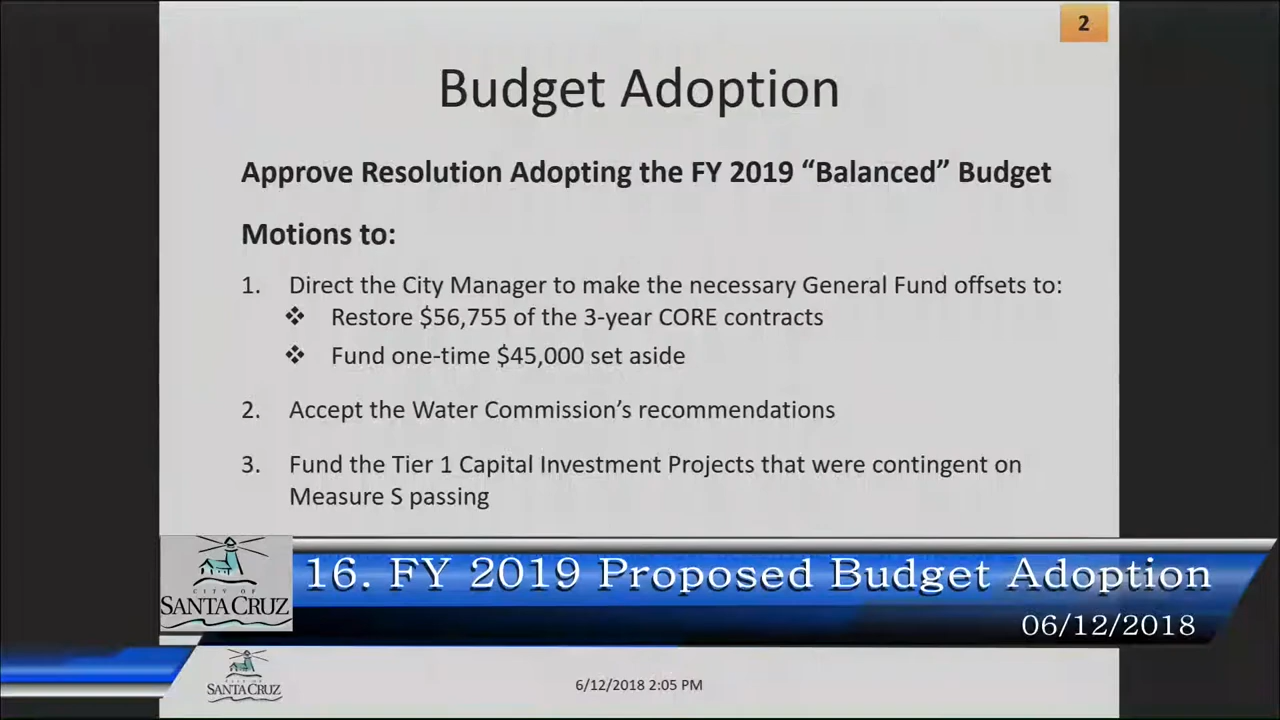 2
Budget Adoption
Approve Resolution Adopting the FY 2019 “Balanced” Budget
Motions to:
1. Direct the City Manager to make the necessary General Fund offsets to:
❖ Restore $56,755 of the 3-year CORE contracts
❖ Fund one-time $45,000 set aside
2. Accept the Water Commission’s recommendations
3. Fund the Tier 1 Capital Investment Projects that were contingent on
Measure S passing
CITY OF
SANTA CRUZ
16. FY 2019 Proposed Budget Adoption
06/12/2018
CITY OF
SANTA CRUZ
6/12/2018 2:05 PM